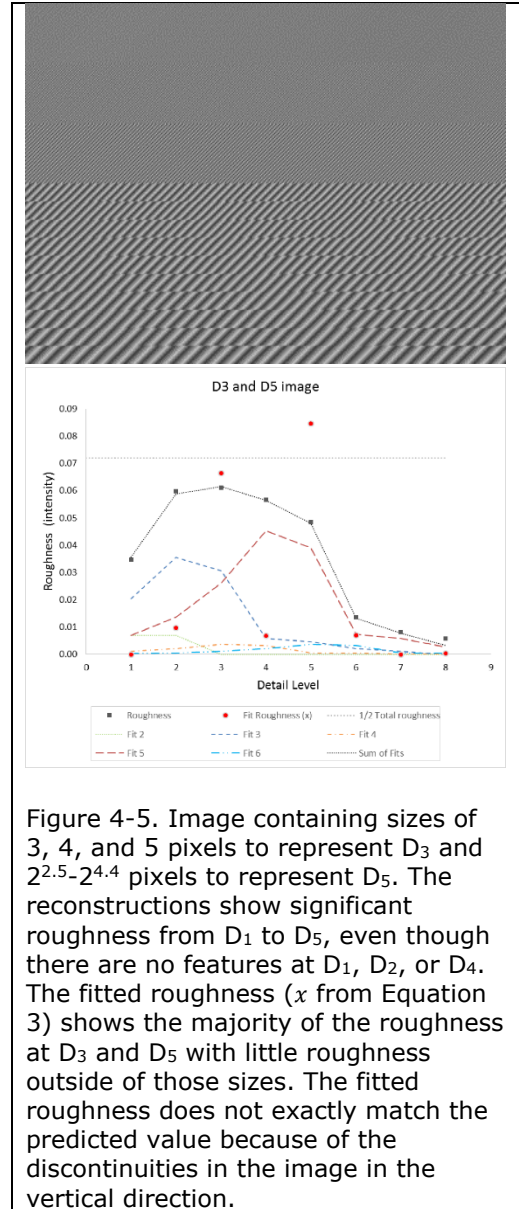 D3 and D5 image
0.09
0.08
0.07
0.06
0.05
0.04
0.03
0.02
0.01
0.00
Roughness (intensity)
0 1 2 3 4 5 6 7 8 9
Detail Level
Roughness Fit Roughness (x) 1/2 Total roughness
Fit 2 Fit 3 Fit 4
Fit 5 Fit 6 Sum of Fits
Figure 4-5. Image containing sizes of
3, 4, and 5 pixels to represent D₃ and
2^2.5-2^4.4 pixels to represent D₅. The
reconstructions show significant
roughness from D₁ to D₅, even though
there are no features at D₁, D₂, or D₄.
The fitted roughness (𝑥 from Equation
3) shows the majority of the roughness
at D₃ and D₅ with little roughness
outside of those sizes. The fitted
roughness does not exactly match the
predicted value because of the
discontinuities in the image in the
vertical direction.